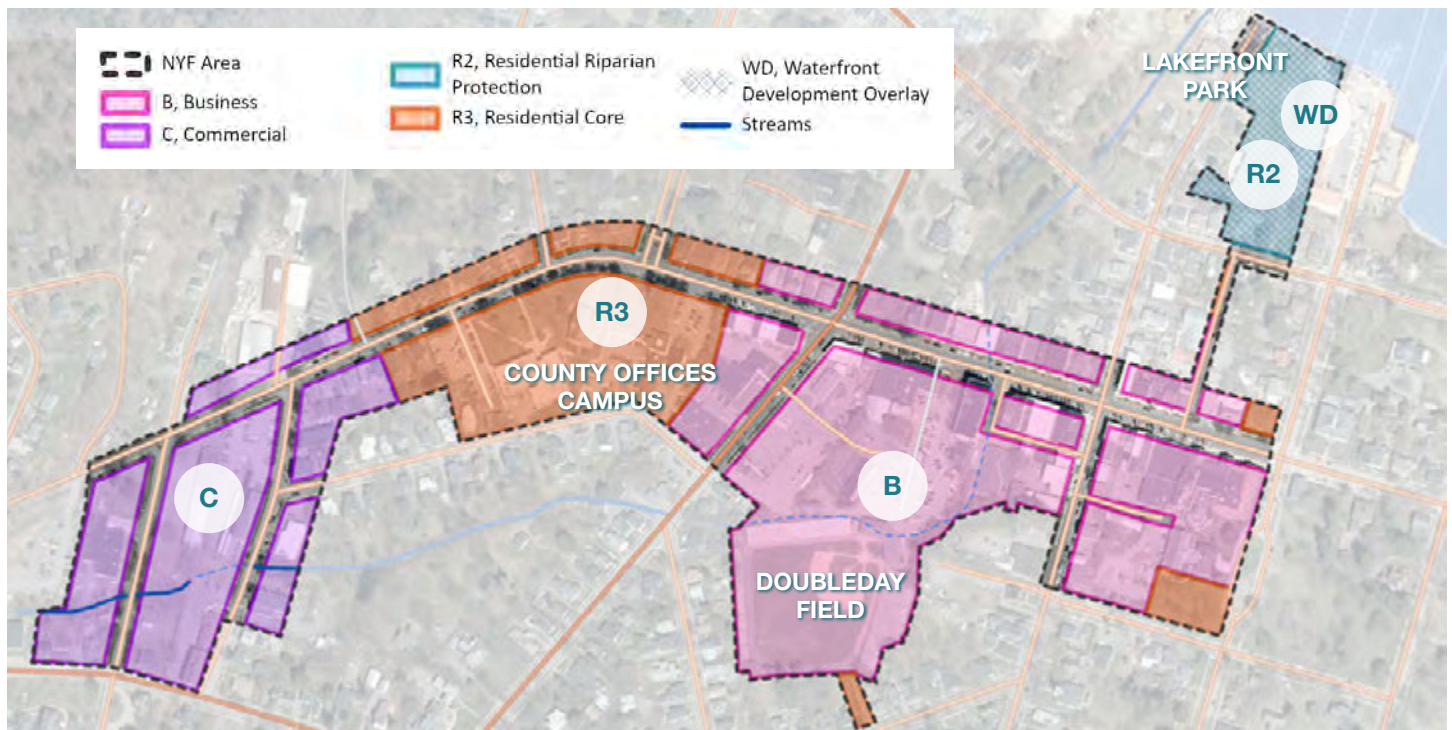 NYF Area
B, Business
C, Commercial
R2, Residential Riparian
Protection
R3, Residential Core
WD, Waterfront
Development Overlay
Streams
LAKEFRONT
PARK
WD
R2
R3
COUNTY OFFICES
CAMPUS
C
B
DOUBLEDAY
FIELD